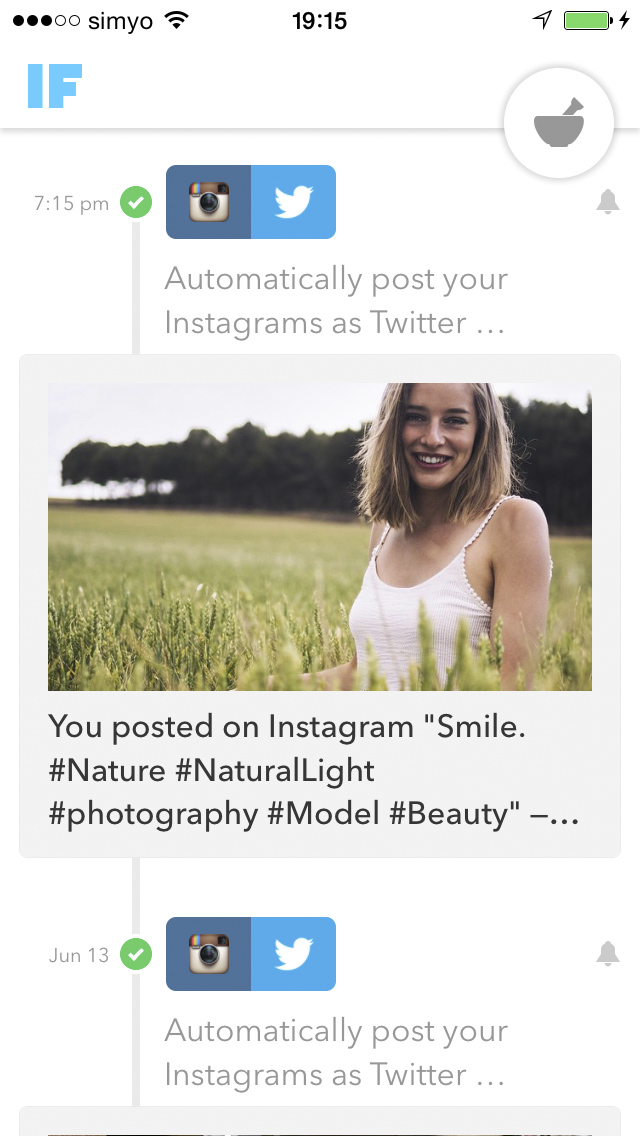 simyo 19:15
IF
7:15 pm
Automatically post your
Instagrams as Twitter …
You posted on Instagram "Smile.
#Nature #NaturalLight
#photography #Model #Beauty" –…
Jun 13
Automatically post your
Instagrams as Twitter …